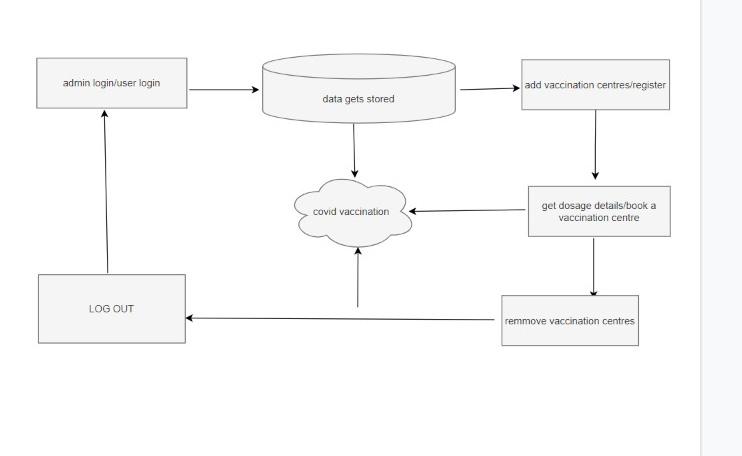 admin login/user login
data gets stored
add vaccination centres/register
covid vaccination
get dosage details/book a
vaccination centre
LOG OUT
remmove vaccination centres